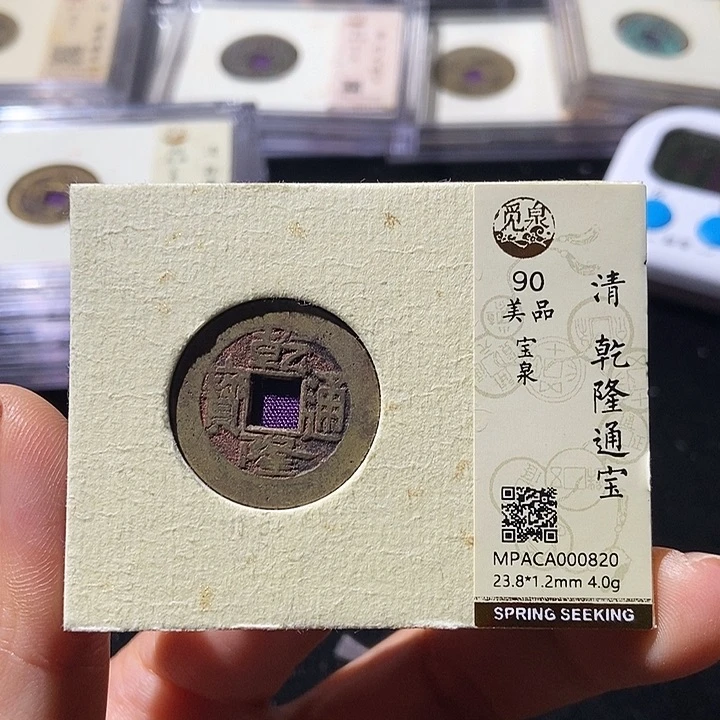 乾隆通寳
觅泉
90
美品
宝泉
清 乾隆通宝
MPACA000820
23.8*1.2mm 4.0g
SPRING SEEKING